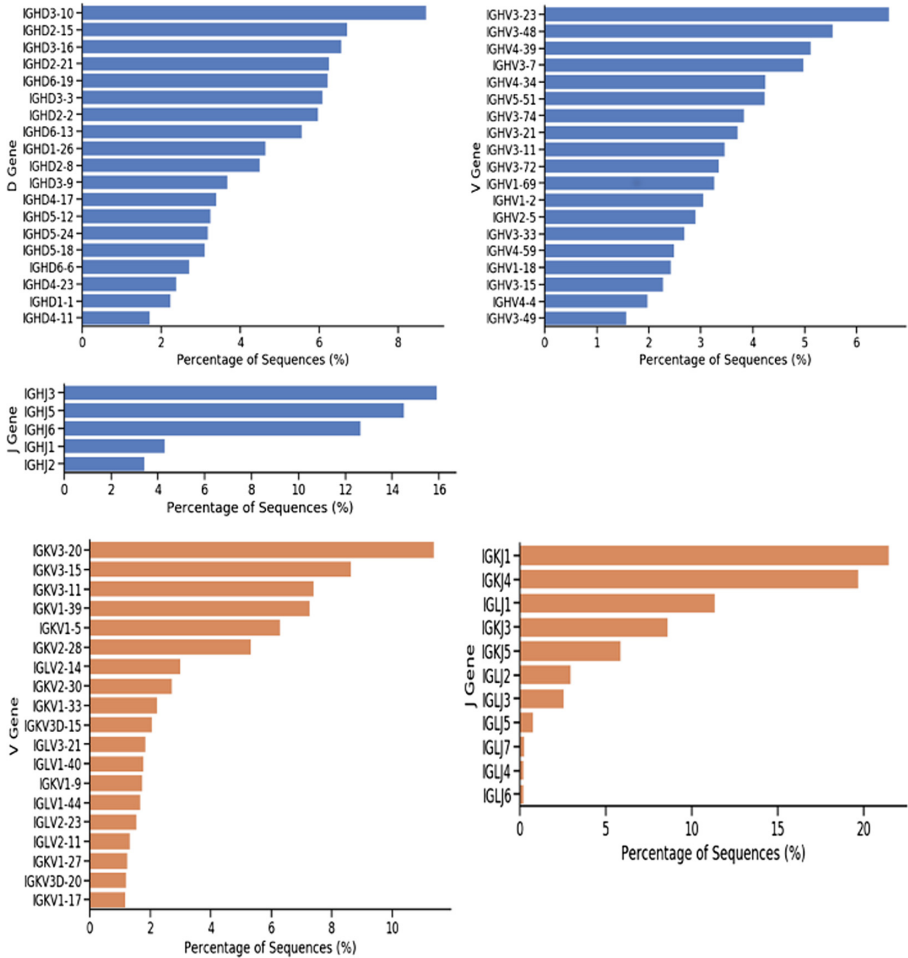 D Gene
IGHD3-10
IGHD2-15
IGHD3-16
IGHD2-21
IGHD6-19
IGHD3-3
IGHD2-2
IGHD6-13
IGHD1-26
IGHD2-8
IGHD3-9
IGHD4-17
IGHD5-12
IGHD5-24
IGHD5-18
IGHD6-6
IGHD4-23
IGHD1-1
IGHD4-11
0 2 4 6 8
Percentage of Sequences (%)
V Gene
IGHV3-23
IGHV3-48
IGHV4-39
IGHV3-7
IGHV4-34
IGHV5-51
IGHV3-74
IGHV3-21
IGHV3-11
IGHV3-72
IGHV1-69
IGHV1-2
IGHV2-5
IGHV3-33
IGHV4-59
IGHV1-18
IGHV3-15
IGHV4-4
IGHV3-49
0 1 2 3 4 5 6
Percentage of Sequences (%)
J Gene
IGHJ3
IGHJ5
IGHJ6
IGHJ1
IGHJ2
0 2 4 6 8 10 12 14 16
Percentage of Sequences (%)
V Gene
IGKV3-20
IGKV3-15
IGKV3-11
IGKV1-39
IGKV1-5
IGKV2-28
IGLV2-14
IGKV2-30
IGKV1-33
IGKV3D-15
IGLV3-21
IGLV1-40
IGKV1-9
IGLV1-44
IGLV2-23
IGLV2-11
IGKV1-27
IGKV3D-20
IGKV1-17
0 2 4 6 8 10
Percentage of Sequences (%)
J Gene
IGKJ1
IGKJ4
IGLJ1
IGKJ3
IGKJ5
IGLJ2
IGLJ3
IGLJ5
IGLJ7
IGLJ4
IGLJ6
0 5 10 15 20
Percentage of Sequences (%)